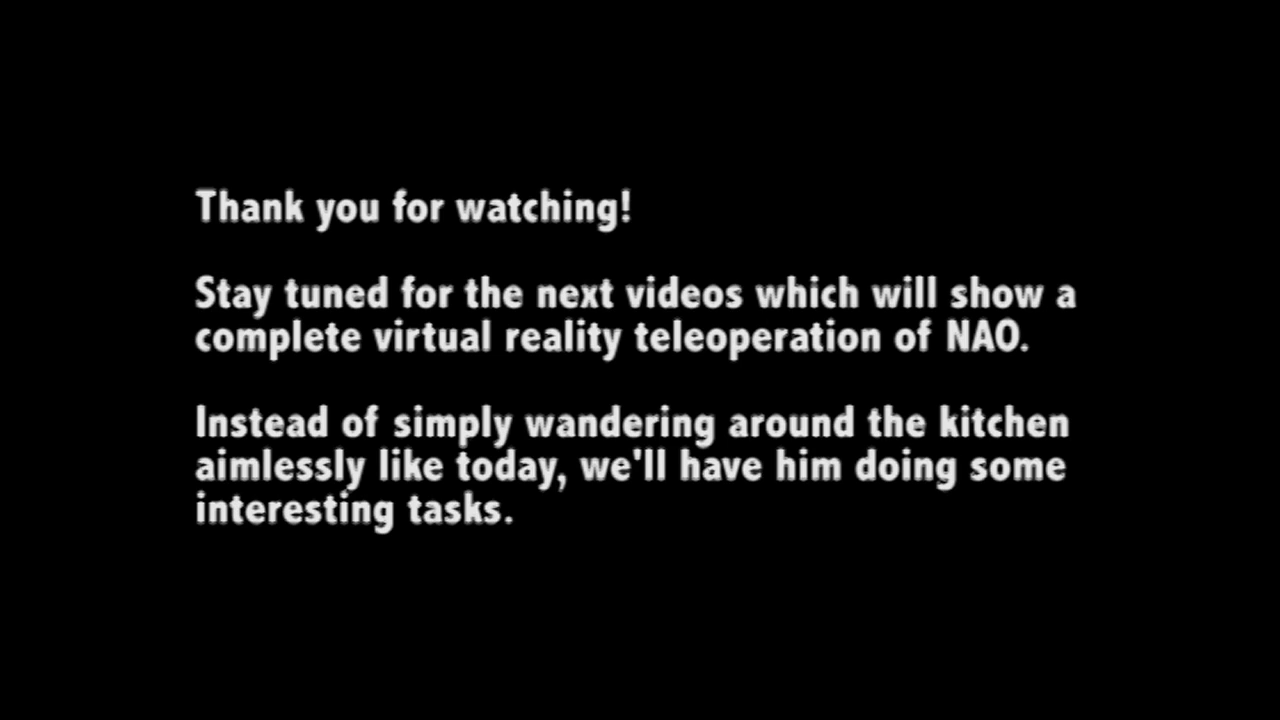 Thank you for watching!
Stay tuned for the next videos which will show a
complete virtual reality teleoperation of NAO.
Instead of simply wandering around the kitchen
aimlessly like today, we'll have him doing some
interesting tasks.